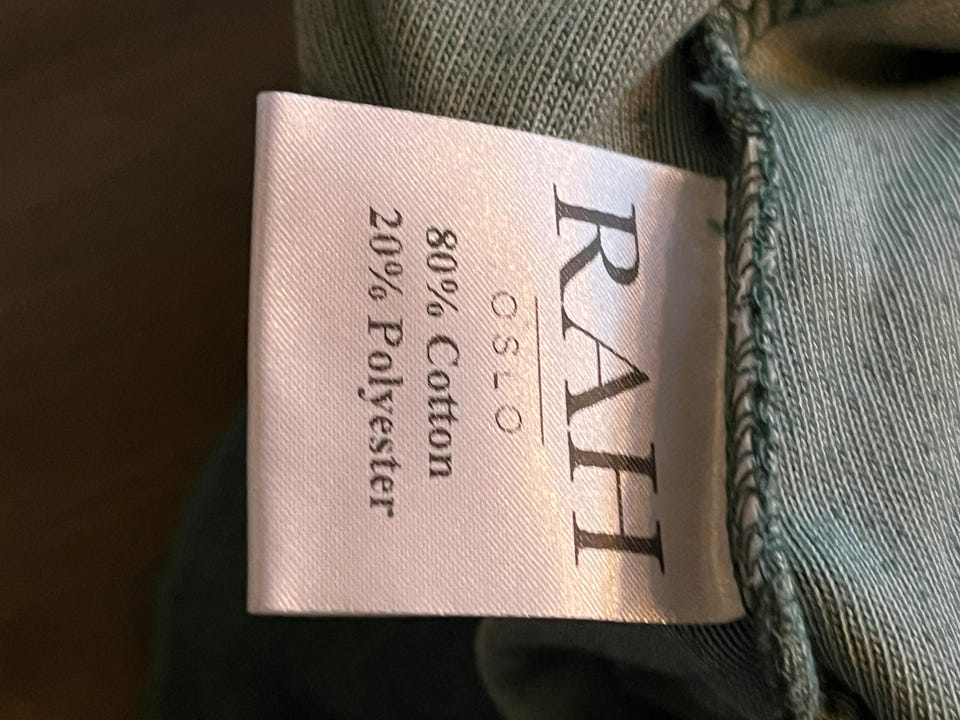 RAH
OSLO
80% Cotton
20% Polyester